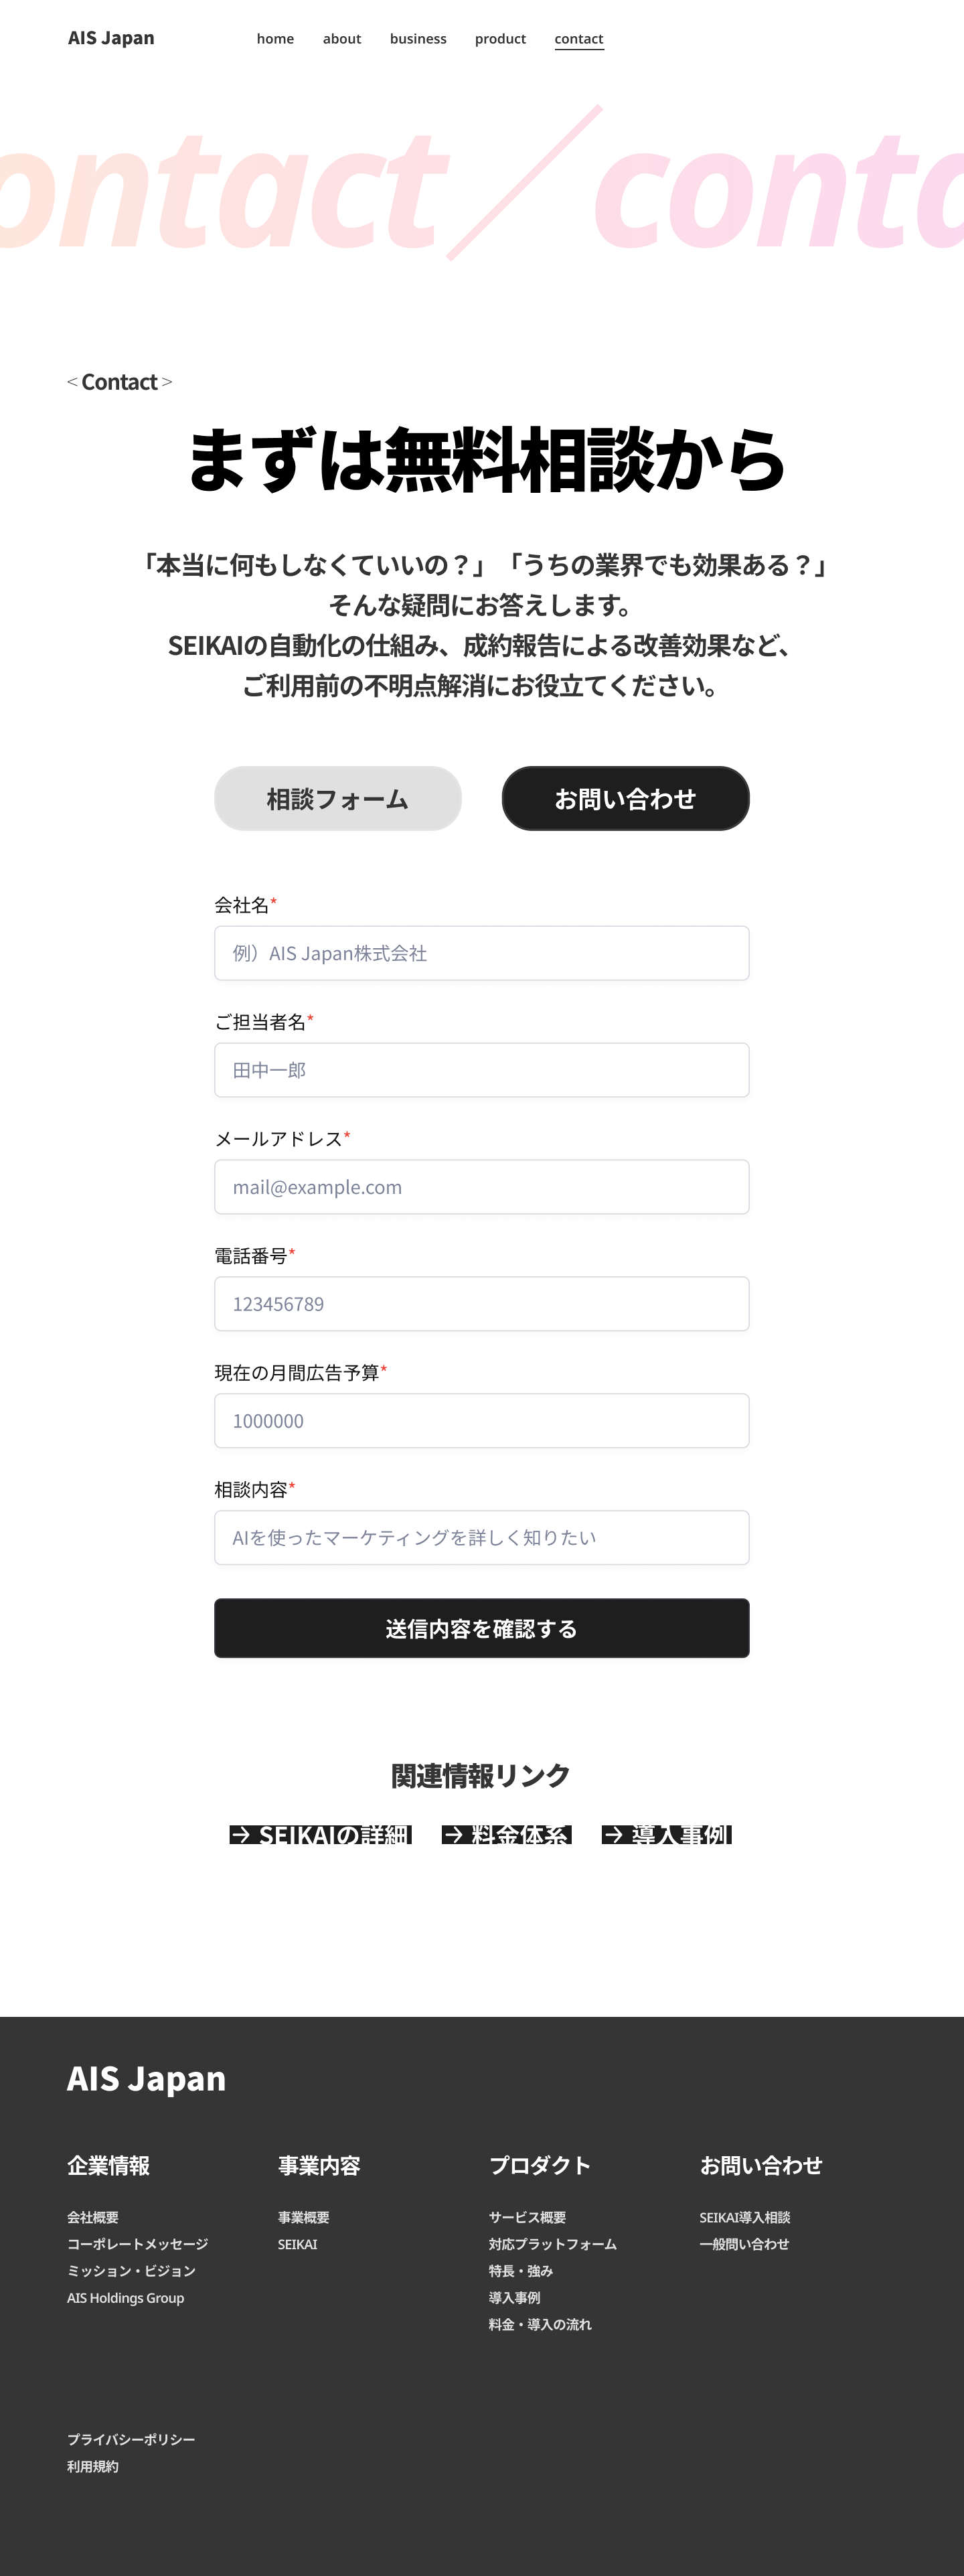 AIS Japan
home about business product contact
contact／contact
< Contact >
まずは無料相談から
「本当に何もしなくていいの？」「うちの業界でも効果ある？」
そんな疑問にお答えします。
SEIKAIの自動化の仕組み、成約報告による改善効果など、
ご利用前の不明点解消にお役立てください。
相談フォーム
お問い合わせ
会社名*
例）AIS Japan株式会社
ご担当者名*
田中一郎
メールアドレス*
mail@example.com
電話番号*
123456789
現在の月間広告予算*
1000000
相談内容*
AIを使ったマーケティングを詳しく知りたい
送信内容を確認する
関連情報リンク
→ SEIKAIの詳細
→ 料金体系
→ 導入事例
AIS Japan
企業情報
会社概要
コーポレートメッセージ
ミッション・ビジョン
AIS Holdings Group
事業内容
事業概要
SEIKAI
プロダクト
サービス概要
対応プラットフォーム
特長・強み
導入事例
料金・導入の流れ
お問い合わせ
SEIKAI導入相談
一般問い合わせ
プライバシーポリシー
利用規約